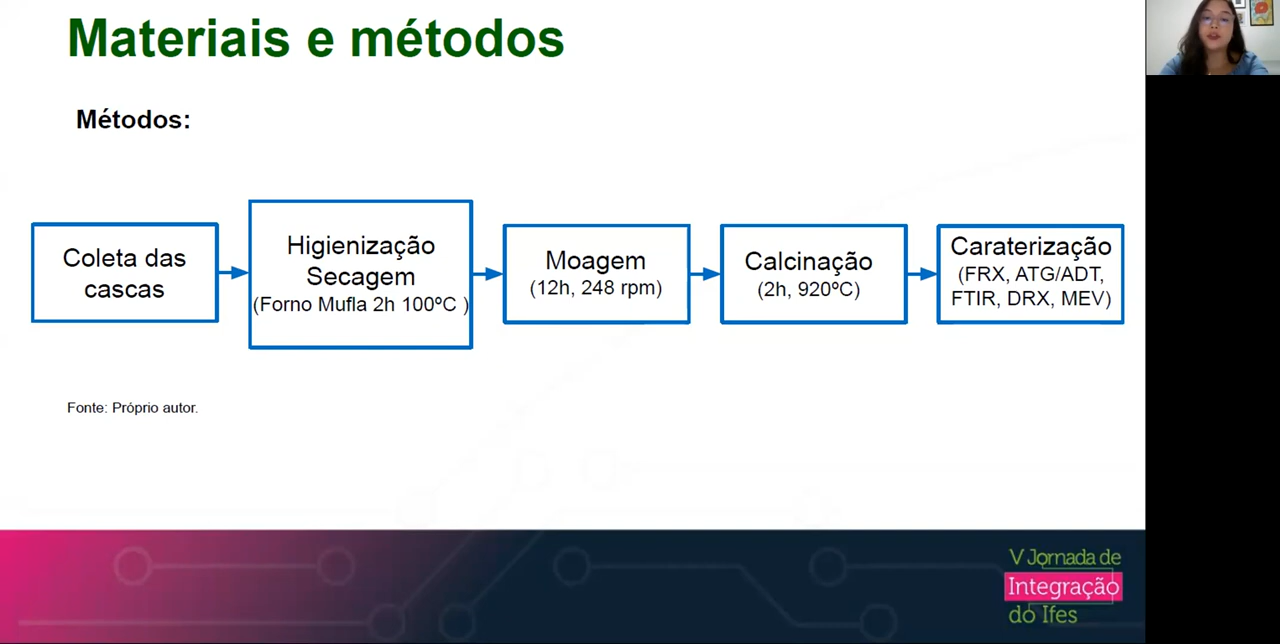 Materiais e métodos
Métodos:
Coleta das
cascas
Higienização
Secagem
(Forno Mufla 2h 100ºC )
Moagem
(12h, 248 rpm)
Calcinação
(2h, 920ºC)
Caraterização
(FRX, ATG/ADT,
FTIR, DRX, MEV)
Fonte: Próprio autor.
V Jornada de
Integração
do Ifes